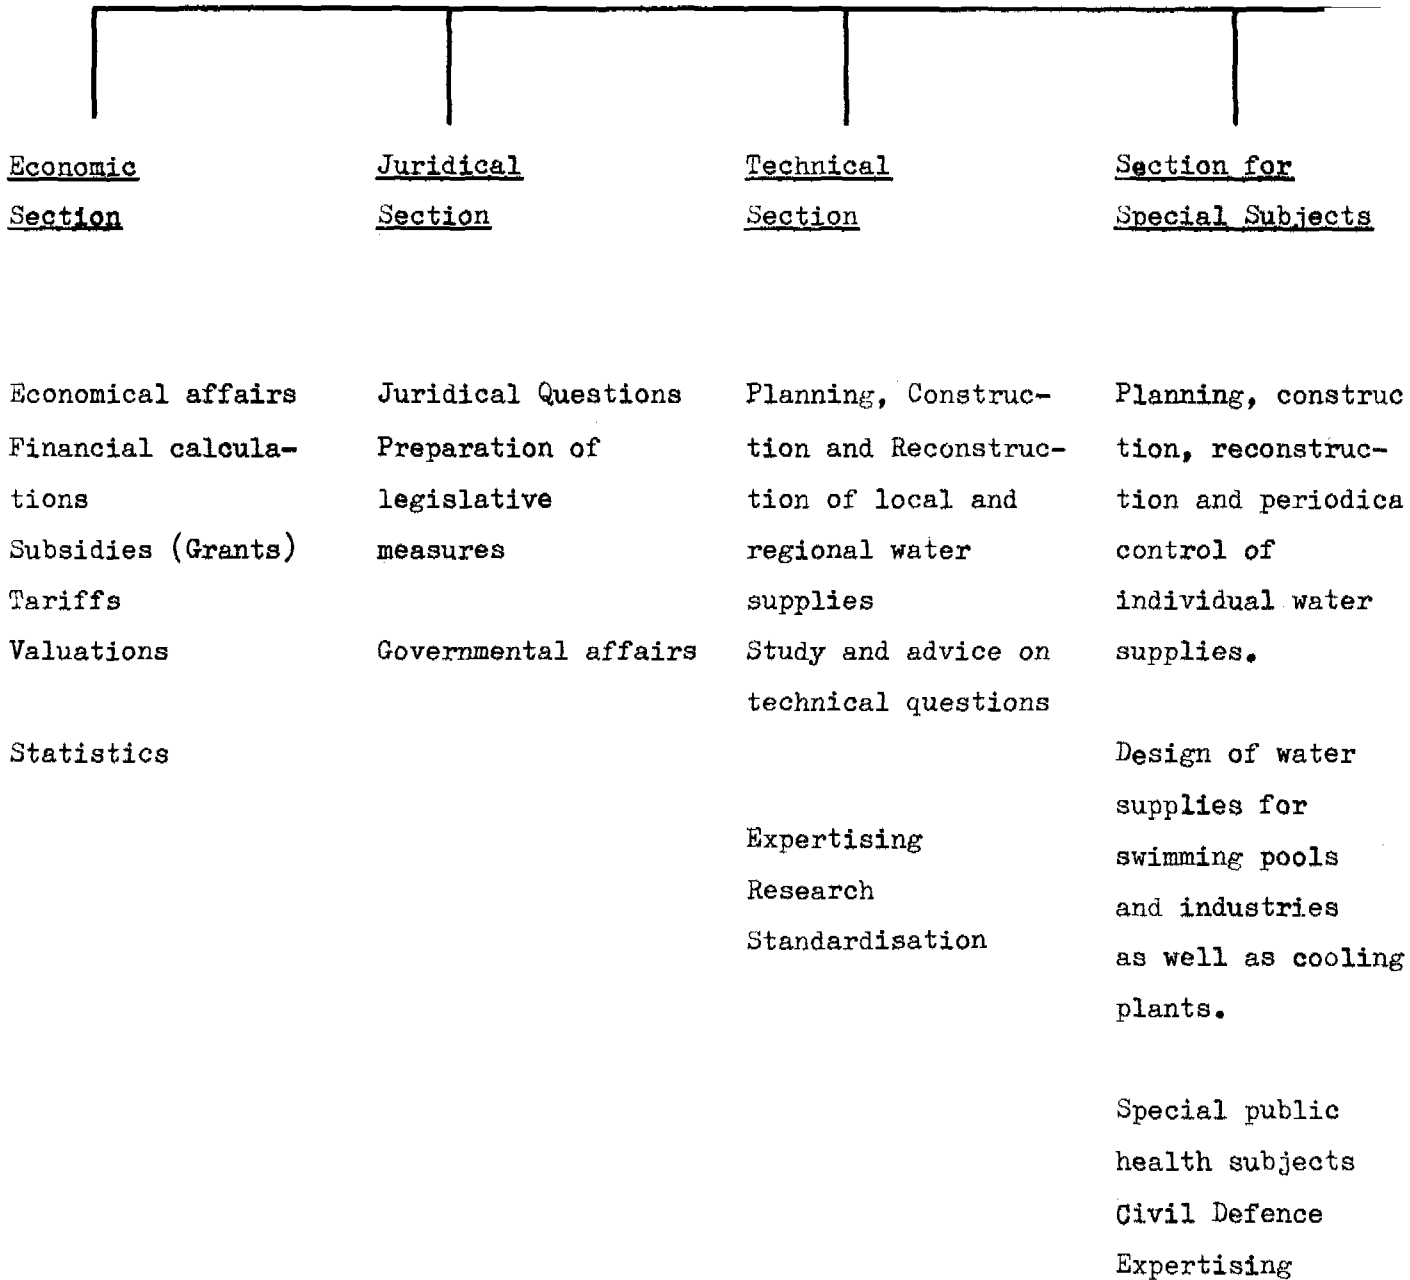 Economic
Section
Juridical
Section
Technical
Section
Section for
Special Subjects
Economical affairs
Financial calcula-
tions
Subsidies (Grants)
Tariffs
Valuations
Statistics
Juridical Questions
Preparation of
legislative
measures
Governmental affairs
Planning, Construc-
tion and Reconstruc-
tion of local and
regional water
supplies
Study and advice on
technical questions
Expertising
Research
Standardisation
Planning, construc
tion, reconstruc-
tion and periodica
control of
individual water
supplies.
Design of water
supplies for
swimming pools
and industries
as well as cooling
plants.
Special public
health subjects
Civil Defence
Expertising